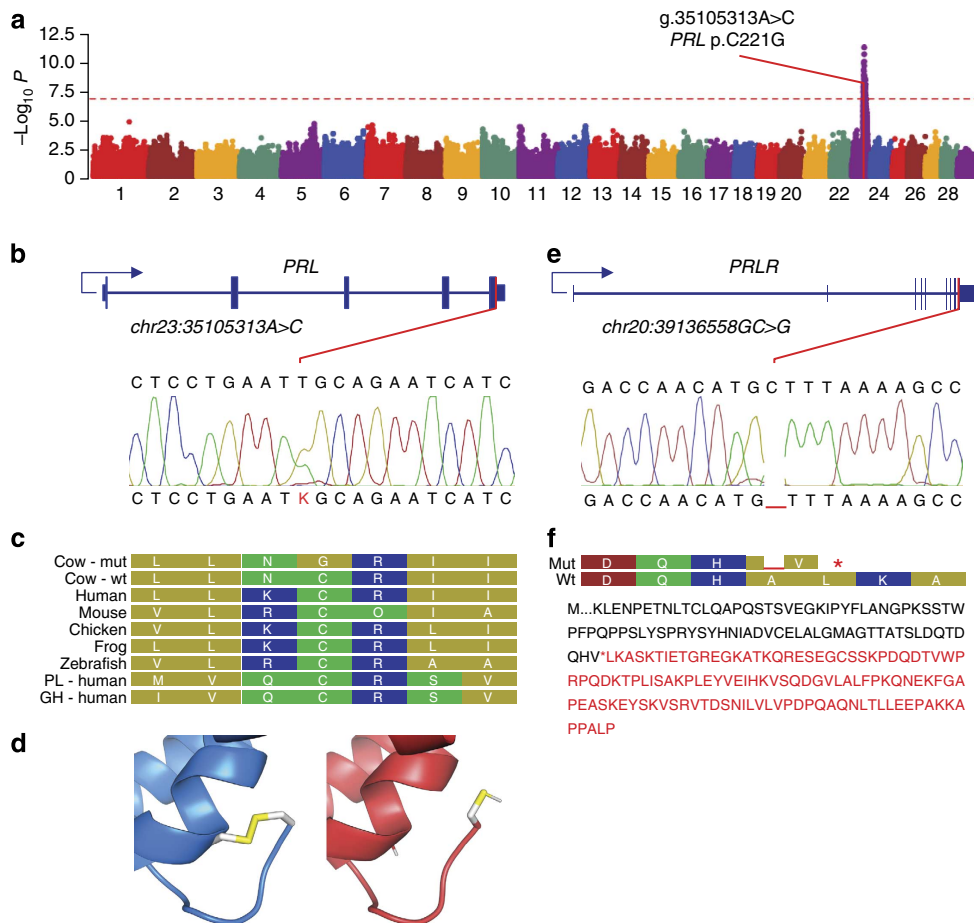 a
g.35105313A>C
PRL p.C221G
–Log10 P
12.5
10.0
7.5
5.0
2.5
0
1 2 3 4 5 6 7 8 9 10 11 12 13 14 15 16 17 18 19 20 22 24 26 28
b
PRL
chr23:35105313A>C
C T C C T G A A T T G C A G A A T C A T C
C T C C T G A A T K G C A G A A T C A T C
e
PRLR
chr20:39136558GC>G
G A C C A A C A T G C T T T A A A A G C C
G A C C A A C A T G _ T T T A A A A G C C
c
Cow - mut L L N G R I I
Cow - wt L L N C R I I
Human L L K C R I I
Mouse V L R C Q I A
Chicken V L K C R L I
Frog L L K C R L I
Zebrafish V L R C R A A
PL - human M V Q C R S V
GH - human I V Q C R S V
d
f
Mut D Q H _ V *
Wt D Q H A L K A
M...KLENPETNLTCLQAPQSTSVEGKIPYFLANGPKSSTW
PFPQPPSLYSPRYSYHNIADVCELALGMAGTTATSLDQTD
QHV*LKASKTIETGREGKATKQRESEGCSSKPDQDTVWP
RPQDKTPLISAKPLEYVEIHKVSQDGVLALFPKQNEKFGA
PEASKEYSKVSRVTDSNILVLVPDPQAQNLTLLEEPAKKA
PPALP